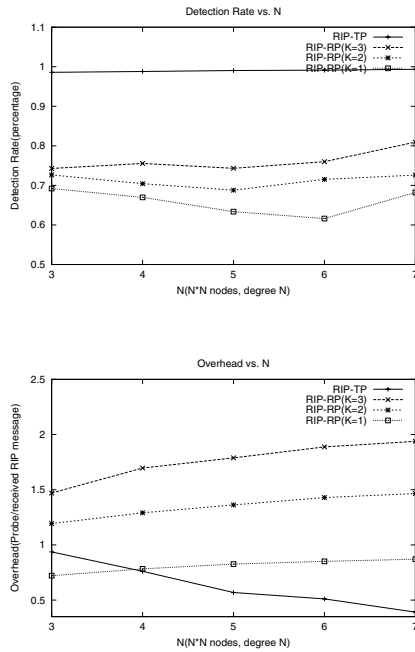 Detection Rate vs. N
1.1
1
0.9
0.8
0.7
0.6
0.5
Detection Rate(percentage)
RIP-TP
RIP-RP(K=3)
RIP-RP(K=2)
RIP-RP(K=1)
3 4 5 6 7
N(N*N nodes, degree N)
Overhead vs. N
2.5
2
1.5
1
0.5
Overhead(Probe/received RIP message)
RIP-TP
RIP-RP(K=3)
RIP-RP(K=2)
RIP-RP(K=1)
3 4 5 6 7
N(N*N nodes, degree N)